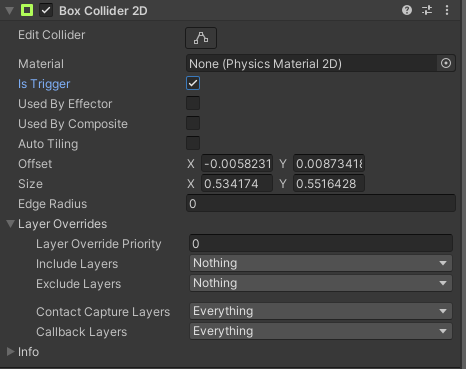 Box Collider 2D
Edit Collider
Material None (Physics Material 2D)
Is Trigger
Used By Effector
Used By Composite
Auto Tiling
Offset X -0.0058231 Y 0.00873418
Size X 0.534174 Y 0.5516428
Edge Radius 0
Layer Overrides
Layer Override Priority 0
Include Layers Nothing
Exclude Layers Nothing
Contact Capture Layers Everything
Callback Layers Everything
Info